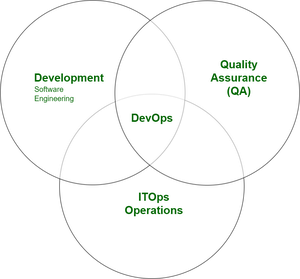 Development
Software
Engineering
Quality
Assurance
(QA)
DevOps
ITOps
Operations